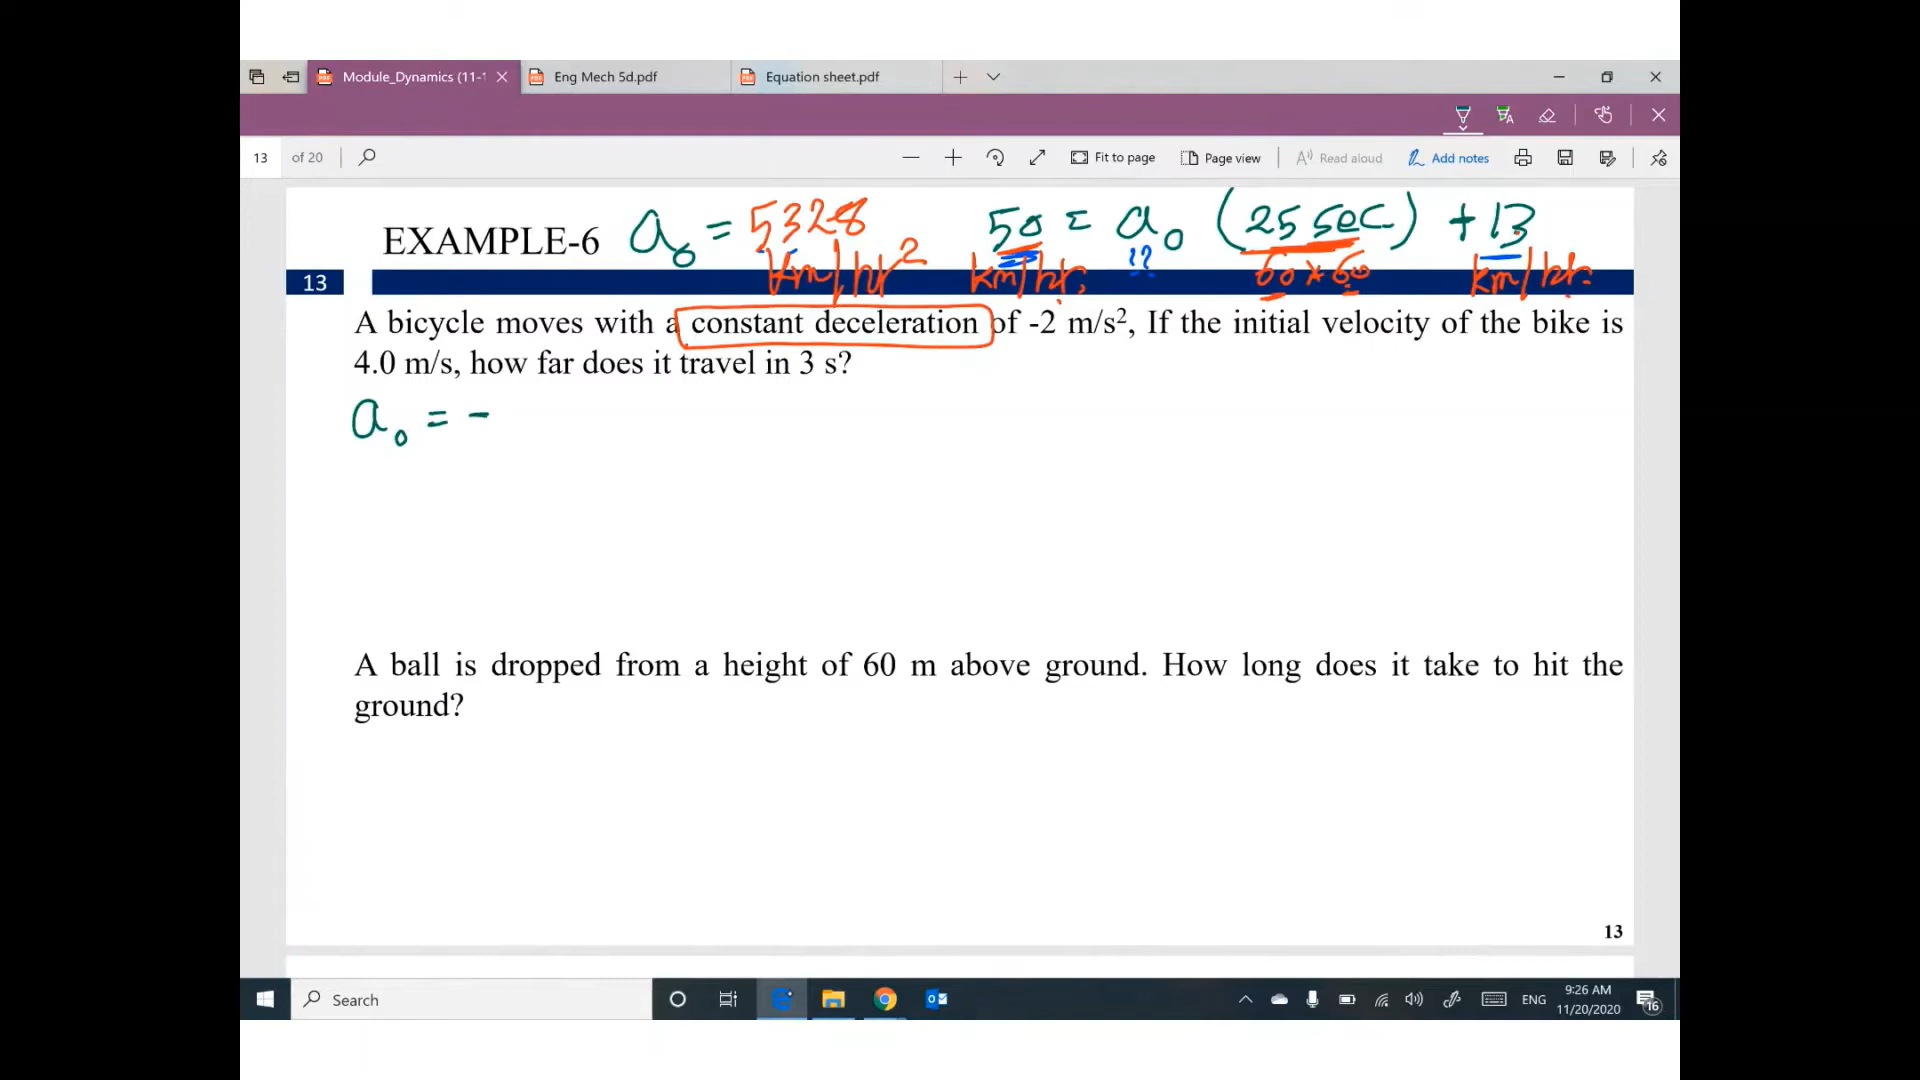 Module_Dynamics (11-1
Eng Mech 5d.pdf
Equation sheet.pdf
13 of 20
Fit to page
Page view
Read aloud
Add notes
EXAMPLE-6
a₀ = 5328 km/hr²
50 = a₀ (25 sec) + 13
km/hr. ?? 60 * 60 km/hr.
13
A bicycle moves with a constant deceleration of -2 m/s², If the initial velocity of the bike is
4.0 m/s, how far does it travel in 3 s?
a₀ = -
A ball is dropped from a height of 60 m above ground. How long does it take to hit the
ground?
13
Search
ENG
9:26 AM
11/20/2020
16